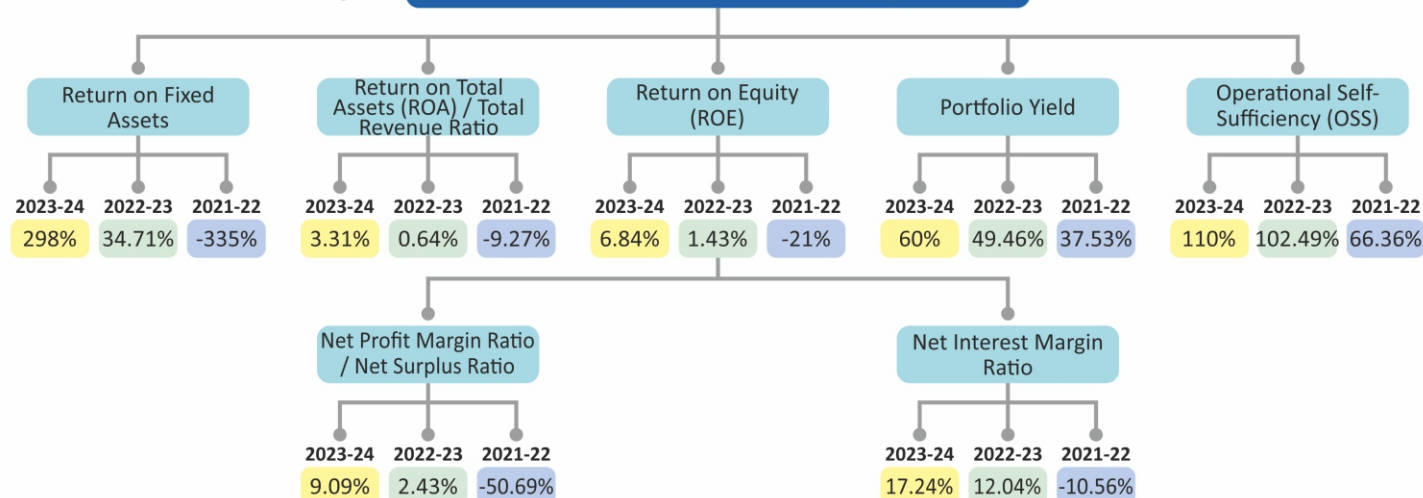 Return on Fixed
Assets
Return on Total
Assets (ROA) / Total
Revenue Ratio
Return on Equity
(ROE)
Portfolio Yield
Operational Self-
Sufficiency (OSS)
2023-24 2022-23 2021-22
298% 34.71% -335%
2023-24 2022-23 2021-22
3.31% 0.64% -9.27%
2023-24 2022-23 2021-22
6.84% 1.43% -21%
2023-24 2022-23 2021-22
60% 49.46% 37.53%
2023-24 2022-23 2021-22
110% 102.49% 66.36%
Net Profit Margin Ratio
/ Net Surplus Ratio
Net Interest Margin
Ratio
2023-24 2022-23 2021-22
9.09% 2.43% -50.69%
2023-24 2022-23 2021-22
17.24% 12.04% -10.56%